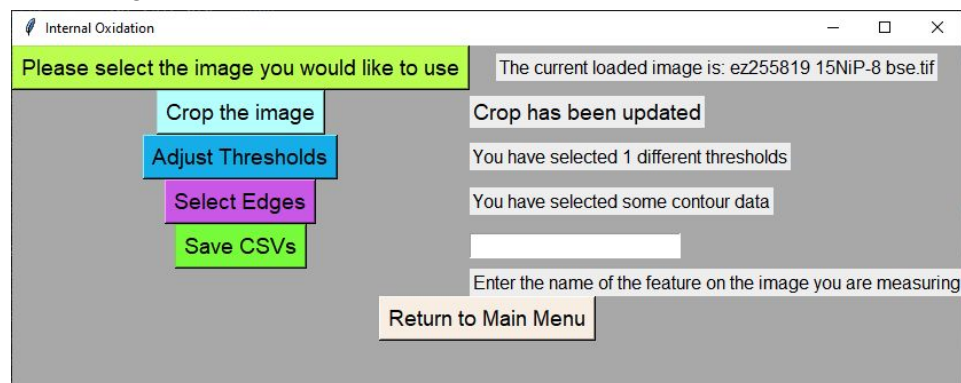 Internal Oxidation
Please select the image you would like to use
The current loaded image is: ez255819 15NiP-8 bse.tif
Crop the image
Crop has been updated
Adjust Thresholds
You have selected 1 different thresholds
Select Edges
You have selected some contour data
Save CSVs
Enter the name of the feature on the image you are measuring
Return to Main Menu